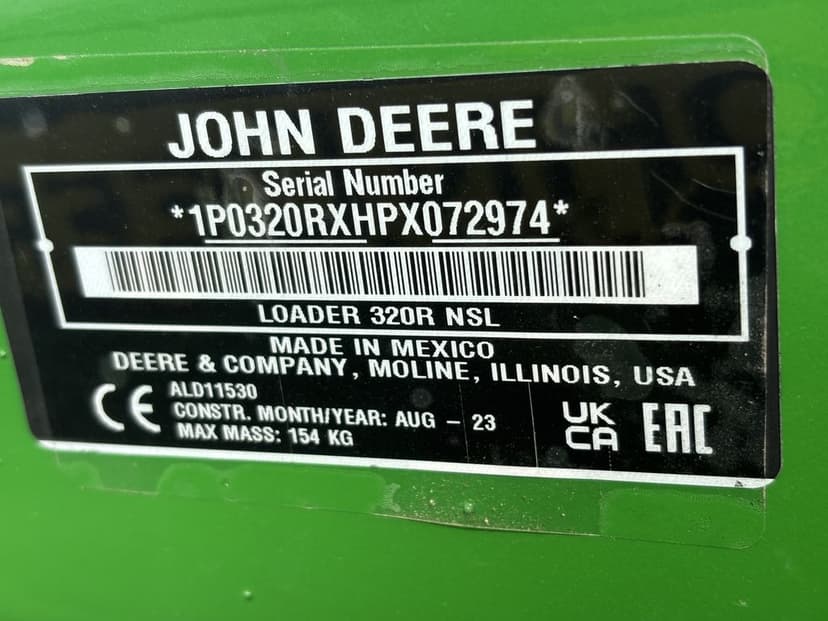 JOHN DEERE
Serial Number
*1P0320RXHPX072974*
LOADER 320R NSL
MADE IN MEXICO
DEERE & COMPANY, MOLINE, ILLINOIS, USA
CE
ALD11530
CONSTR. MONTH/YEAR: AUG - 23
MAX MASS: 154 KG
UK
CA
EAC